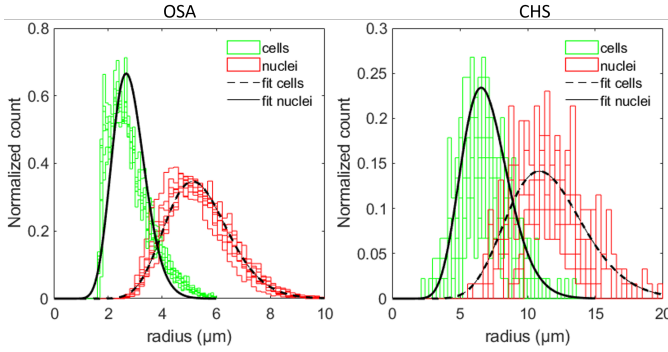 OSA
CHS
Normalized count
0.8
0.6
0.4
0.2
0
0 2 4 6 8 10
radius (μm)
cells
nuclei
fit cells
fit nuclei
Normalized count
0.3
0.25
0.2
0.15
0.1
0.05
0
0 5 10 15 20
radius (μm)
cells
nuclei
fit cells
fit nuclei